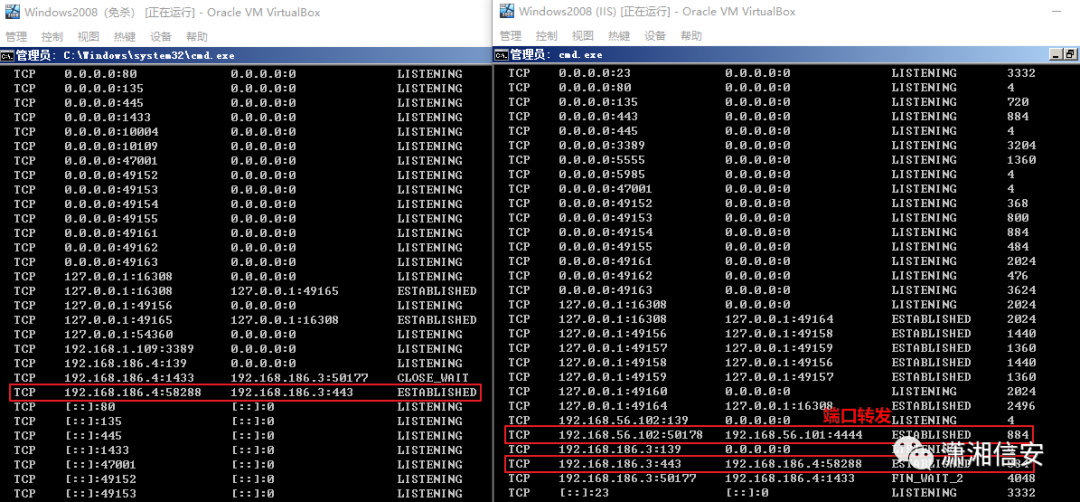 Windows2008（免杀） [正在运行] - Oracle VM VirtualBox
管理 控制 视图 热键 设备 帮助
管理员: C:\Windows\system32\cmd.exe
TCP 0.0.0.0:80 0.0.0.0:0 LISTENING
TCP 0.0.0.0:135 0.0.0.0:0 LISTENING
TCP 0.0.0.0:445 0.0.0.0:0 LISTENING
TCP 0.0.0.0:1433 0.0.0.0:0 LISTENING
TCP 0.0.0.0:10004 0.0.0.0:0 LISTENING
TCP 0.0.0.0:10109 0.0.0.0:0 LISTENING
TCP 0.0.0.0:47001 0.0.0.0:0 LISTENING
TCP 0.0.0.0:49152 0.0.0.0:0 LISTENING
TCP 0.0.0.0:49153 0.0.0.0:0 LISTENING
TCP 0.0.0.0:49154 0.0.0.0:0 LISTENING
TCP 0.0.0.0:49155 0.0.0.0:0 LISTENING
TCP 0.0.0.0:49161 0.0.0.0:0 LISTENING
TCP 0.0.0.0:49162 0.0.0.0:0 LISTENING
TCP 0.0.0.0:49163 0.0.0.0:0 LISTENING
TCP 127.0.0.1:16308 0.0.0.0:0 LISTENING
TCP 127.0.0.1:16308 127.0.0.1:49165 ESTABLISHED
TCP 127.0.0.1:49156 0.0.0.0:0 LISTENING
TCP 127.0.0.1:49165 127.0.0.1:16308 ESTABLISHED
TCP 127.0.0.1:54360 0.0.0.0:0 LISTENING
TCP 192.168.1.109:3389 0.0.0.0:0 LISTENING
TCP 192.168.186.4:139 0.0.0.0:0 LISTENING
TCP 192.168.186.4:1433 192.168.186.3:50177 CLOSE_WAIT
TCP 192.168.186.4:58288 192.168.186.3:443 ESTABLISHED
TCP [::]:80 [::]:0 LISTENING
TCP [::]:135 [::]:0 LISTENING
TCP [::]:445 [::]:0 LISTENING
TCP [::]:1433 [::]:0 LISTENING
TCP [::]:47001 [::]:0 LISTENING
TCP [::]:49152 [::]:0 LISTENING
TCP [::]:49153 [::]:0 LISTENING
Windows2008 (IIS) [正在运行] - Oracle VM VirtualBox
管理 控制 视图 热键 设备 帮助
管理员: cmd.exe
TCP 0.0.0.0:23 0.0.0.0:0 LISTENING 3332
TCP 0.0.0.0:80 0.0.0.0:0 LISTENING 4
TCP 0.0.0.0:135 0.0.0.0:0 LISTENING 720
TCP 0.0.0.0:443 0.0.0.0:0 LISTENING 884
TCP 0.0.0.0:445 0.0.0.0:0 LISTENING 4
TCP 0.0.0.0:3389 0.0.0.0:0 LISTENING 3204
TCP 0.0.0.0:5555 0.0.0.0:0 LISTENING 1360
TCP 0.0.0.0:5985 0.0.0.0:0 LISTENING 4
TCP 0.0.0.0:47001 0.0.0.0:0 LISTENING 4
TCP 0.0.0.0:49152 0.0.0.0:0 LISTENING 368
TCP 0.0.0.0:49153 0.0.0.0:0 LISTENING 800
TCP 0.0.0.0:49154 0.0.0.0:0 LISTENING 884
TCP 0.0.0.0:49155 0.0.0.0:0 LISTENING 484
TCP 0.0.0.0:49161 0.0.0.0:0 LISTENING 2024
TCP 0.0.0.0:49162 0.0.0.0:0 LISTENING 476
TCP 0.0.0.0:49163 0.0.0.0:0 LISTENING 3624
TCP 127.0.0.1:16308 0.0.0.0:0 LISTENING 2024
TCP 127.0.0.1:16308 127.0.0.1:49164 ESTABLISHED 2024
TCP 127.0.0.1:49156 127.0.0.1:49158 ESTABLISHED 1440
TCP 127.0.0.1:49157 127.0.0.1:49159 ESTABLISHED 1360
TCP 127.0.0.1:49158 127.0.0.1:49156 ESTABLISHED 1440
TCP 127.0.0.1:49159 127.0.0.1:49157 ESTABLISHED 1360
TCP 127.0.0.1:49160 0.0.0.0:0 LISTENING 2024
TCP 127.0.0.1:49164 127.0.0.1:16308 ESTABLISHED 2496
端口转发
TCP 192.168.56.102:139 0.0.0.0:0 LISTENING 4
TCP 192.168.56.102:50178 192.168.56.101:4444 ESTABLISHED 884
TCP 192.168.186.3:139 0.0.0.0:0
TCP 192.168.186.3:443 192.168.186.4:58288
TCP 192.168.186.3:50177 192.168.186.4:1433 FIN_WAIT_2 4048
TCP [::]:23 [::]:0 LISTENING 3332
潇湘信安